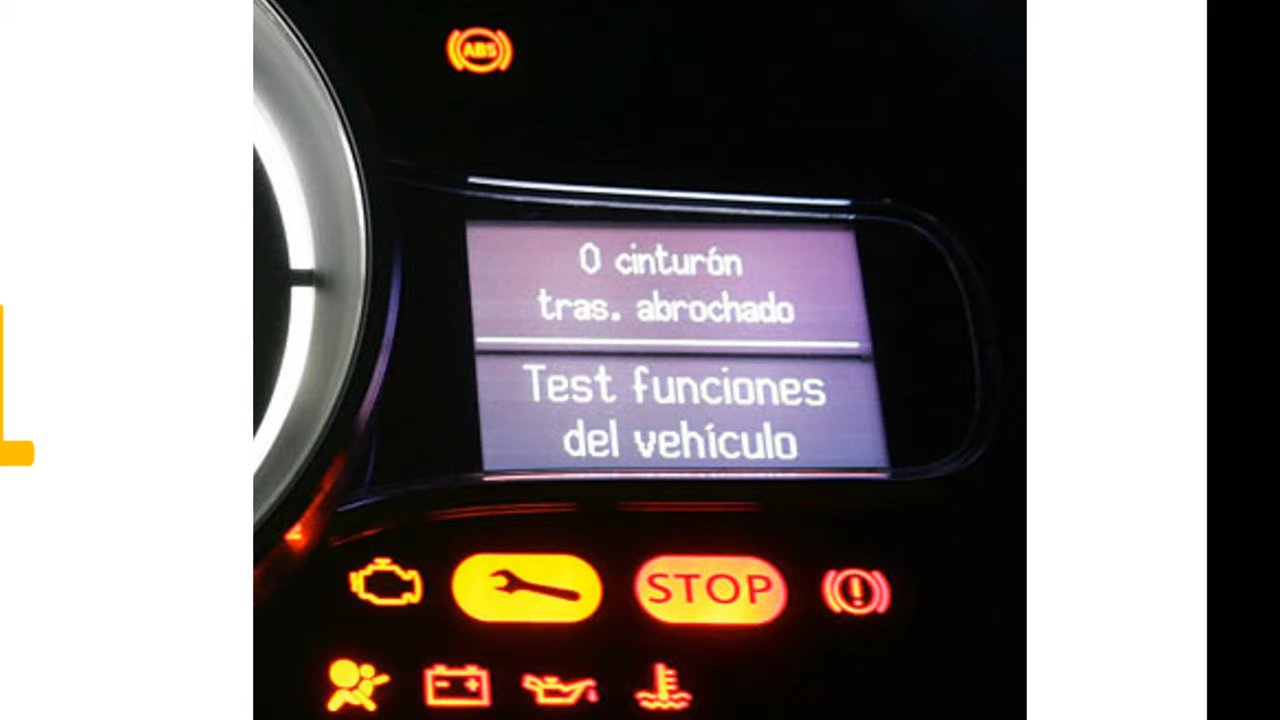 ABS
0 cinturón
tras. abrochado
Test funciones
del vehículo
STOP